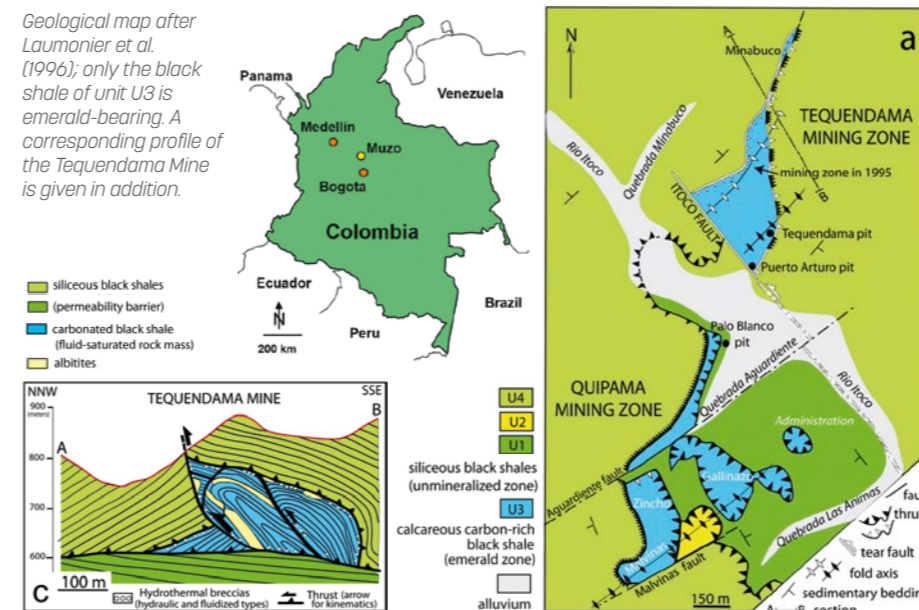 Geological map after
Laumonier et al.
(1996); only the black
shale of unit U3 is
emerald-bearing. A
corresponding profile of
the Tequendama Mine
is given in addition.
Panama
Venezuela
Medellin
Muzo
Bogota
Colombia
Ecuador
Brazil
Peru
N
200 km
siliceous black shales
(permeability barrier)
carbonated black shale
(fluid-saturated rock mass)
albitites
NNW
TEQUENDAMA MINE
SSE
900
(meters)
A
B
800
700
600
C
100 m
Hydrothermal breccias
(hydraulic and fluidized types)
Thrust (arrow
for kinematics)
U4
U2
U1
siliceous black shales
(unmineralized zone)
U3
calcareous carbon-rich
black shale
(emerald zone)
alluvium
a
N
Minabuco
TEQUENDAMA
MINING ZONE
Rio Itoco
Quebrada Minabuco
mining zone in 1995
B
ITOCO FAULT
Tequendama pit
Puerto Arturo pit
Palo Blanco
pit
Quebrada Aguardiente
Rio Itoco
QUIPAMA
MINING ZONE
Administration
Gallinazo
Zincho
Aguardiente fault
Malvinas
Malvinas fault
Quebrada Las Animas
fau
thru
tear fault
fold axis
sedimentary beddin
section
150 m